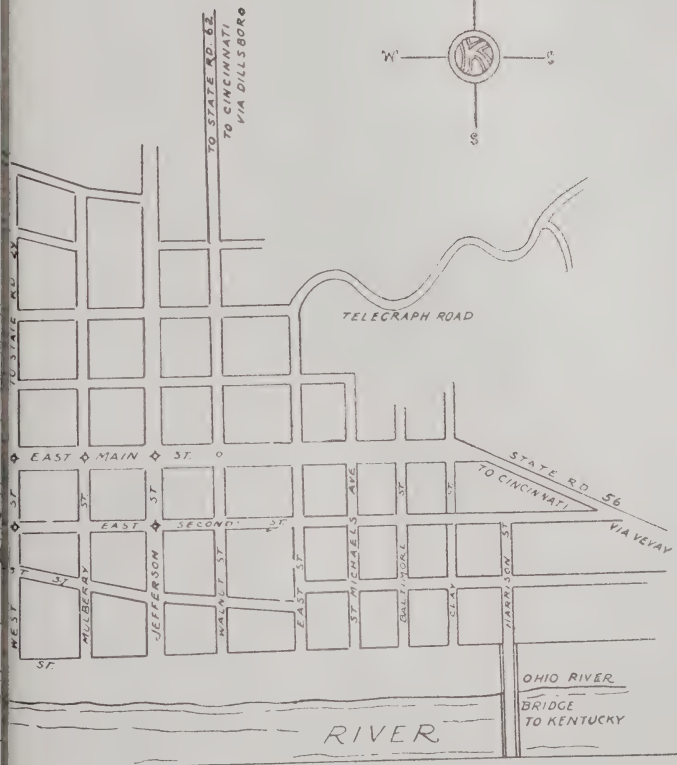 TO STATE RD. 62
TO CINCINNATI
VIA DILLSBORO
W
S
TELEGRAPH ROAD
TO STATE RD
EAST MAIN ST.
STATE RD 56
TO CINCINNATI
VIA VEVAY
EAST SECOND ST
ST
ST
ST
ST
WEST
MULBERRY
JEFFERSON
WALNUT ST
EAST ST
ST MICHAELS AVE
BALTIMORE
ST
CLAY
ST
HARRISON ST
ST.
OHIO RIVER
BRIDGE
TO KENTUCKY
RIVER